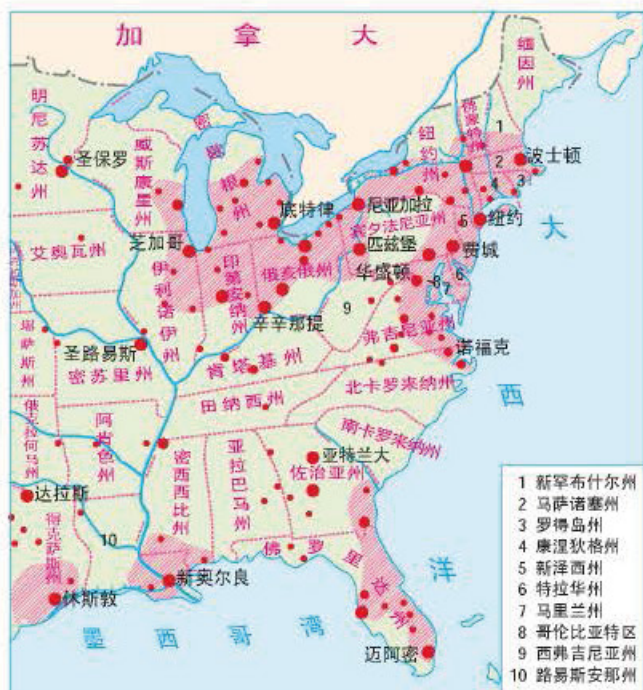 加拿大
缅因州
明尼苏达州
圣保罗
威斯康星州
密歇根州
纽约州
佛蒙特州
1
2
波士顿
3
4
底特律
尼亚加拉
宾夕法尼亚州
5
纽约
大西洋
芝加哥
艾奥瓦州
匹兹堡
费城
伊利诺伊州
印第安纳州
俄亥俄州
华盛顿
8
6
7
9
辛辛那提
弗吉尼亚州
诺福克
堪萨斯州
圣路易斯
密苏里州
肯塔基州
北卡罗来纳州
田纳西州
俄克拉何马州
阿肯色州
南卡罗来纳州
密西西比州
亚拉巴马州
亚特兰大
佐治亚州
达拉斯
10
得克萨斯州
佛罗里达州
新奥尔良
休斯敦
墨西哥湾
迈阿密
1 新罕布什尔州
2 马萨诸塞州
3 罗得岛州
4 康涅狄格州
5 新泽西州
6 特拉华州
7 马里兰州
8 哥伦比亚特区
9 西弗吉尼亚州
10 路易斯安那州